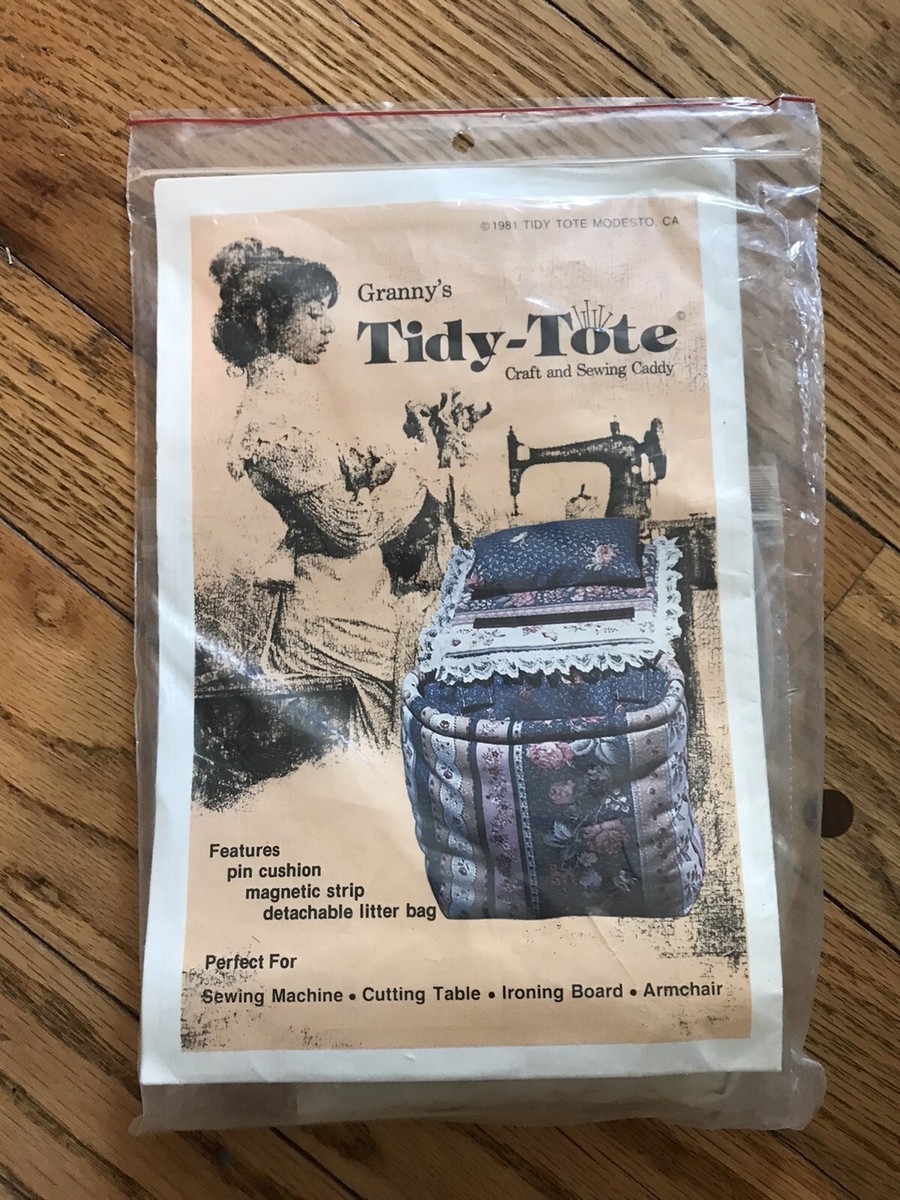 ©1981 TIDY TOTE MODESTO, CA
Granny's
Tidy-Tote©
Craft and Sewing Caddy
Features
pin cushion
magnetic strip
detachable litter bag
Perfect For
Sewing Machine • Cutting Table • Ironing Board • Armchair